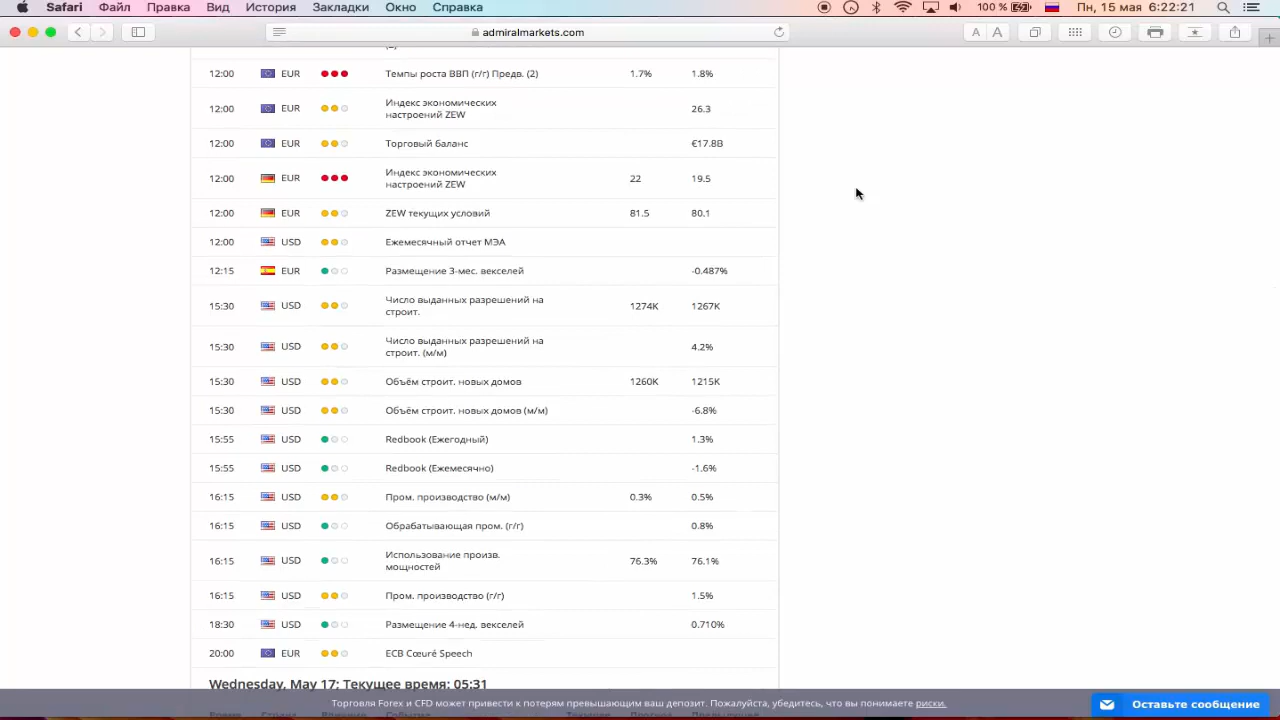 Safari Файл Правка Вид История Закладки Окно Справка 100 % Пн, 15 мая 6:22:21
A A admiralmarkets.com
12:00 EUR Темпы роста ВВП (г/г) Предв. (2) 1.7% 1.8%
12:00 EUR Индекс экономических
настроений ZEW 26.3
12:00 EUR Торговый баланс €17.8B
12:00 EUR Индекс экономических
настроений ZEW 22 19.5
12:00 EUR ZEW текущих условий 81.5 80.1
12:00 USD Ежемесячный отчет МЭА
12:15 EUR Размещение 3-мес. векселей -0.487%
15:30 USD Число выданных разрешений на
строит. 1274K 1267K
15:30 USD Число выданных разрешений на
строит. (м/м) 4.2%
15:30 USD Объём строит. новых домов 1260K 1215K
15:30 USD Объём строит. новых домов (м/м) -6.8%
15:55 USD Redbook (Ежегодный) 1.3%
15:55 USD Redbook (Ежемесячно) -1.6%
16:15 USD Пром. производство (м/м) 0.3% 0.5%
16:15 USD Обрабатывающая пром. (г/г) 0.8%
16:15 USD Использование произв.
мощностей 76.3% 76.1%
16:15 USD Пром. производство (г/г) 1.5%
18:30 USD Размещение 4-нед. векселей 0.710%
20:00 EUR ECB Cœuré Speech
Wednesday, May 17; Текущее время: 05:31
Торговля Forex и CFD может привести к потерям превышающим ваш депозит. Пожалуйста, убедитесь, что вы понимаете риски.
Оставьте сообщение